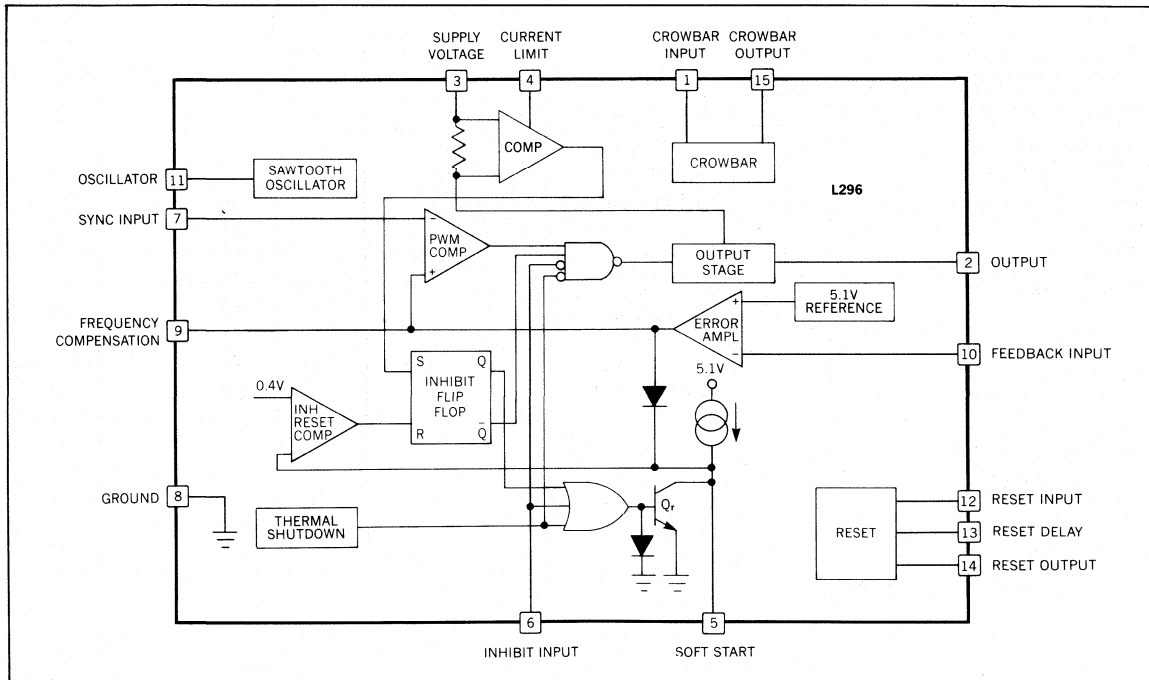 SUPPLY
VOLTAGE
CURRENT
LIMIT
CROWBAR
INPUT
CROWBAR
OUTPUT
3
4
1
15
COMP
CROWBAR
L296
OSCILLATOR
11
SAWTOOTH
OSCILLATOR
SYNC INPUT
7
-
PWM
COMP
+
OUTPUT
STAGE
2
OUTPUT
5.1V
REFERENCE
+
ERROR
AMPL
-
FREQUENCY
COMPENSATION
9
10
FEEDBACK INPUT
5.1V
S
Q
INHIBIT
FLIP
FLOP
R
Q̅
0.4V
INH
RESET
COMP
GROUND
8
THERMAL
SHUTDOWN
Qr
RESET
12
RESET INPUT
13
RESET DELAY
14
RESET OUTPUT
6
INHIBIT INPUT
5
SOFT START